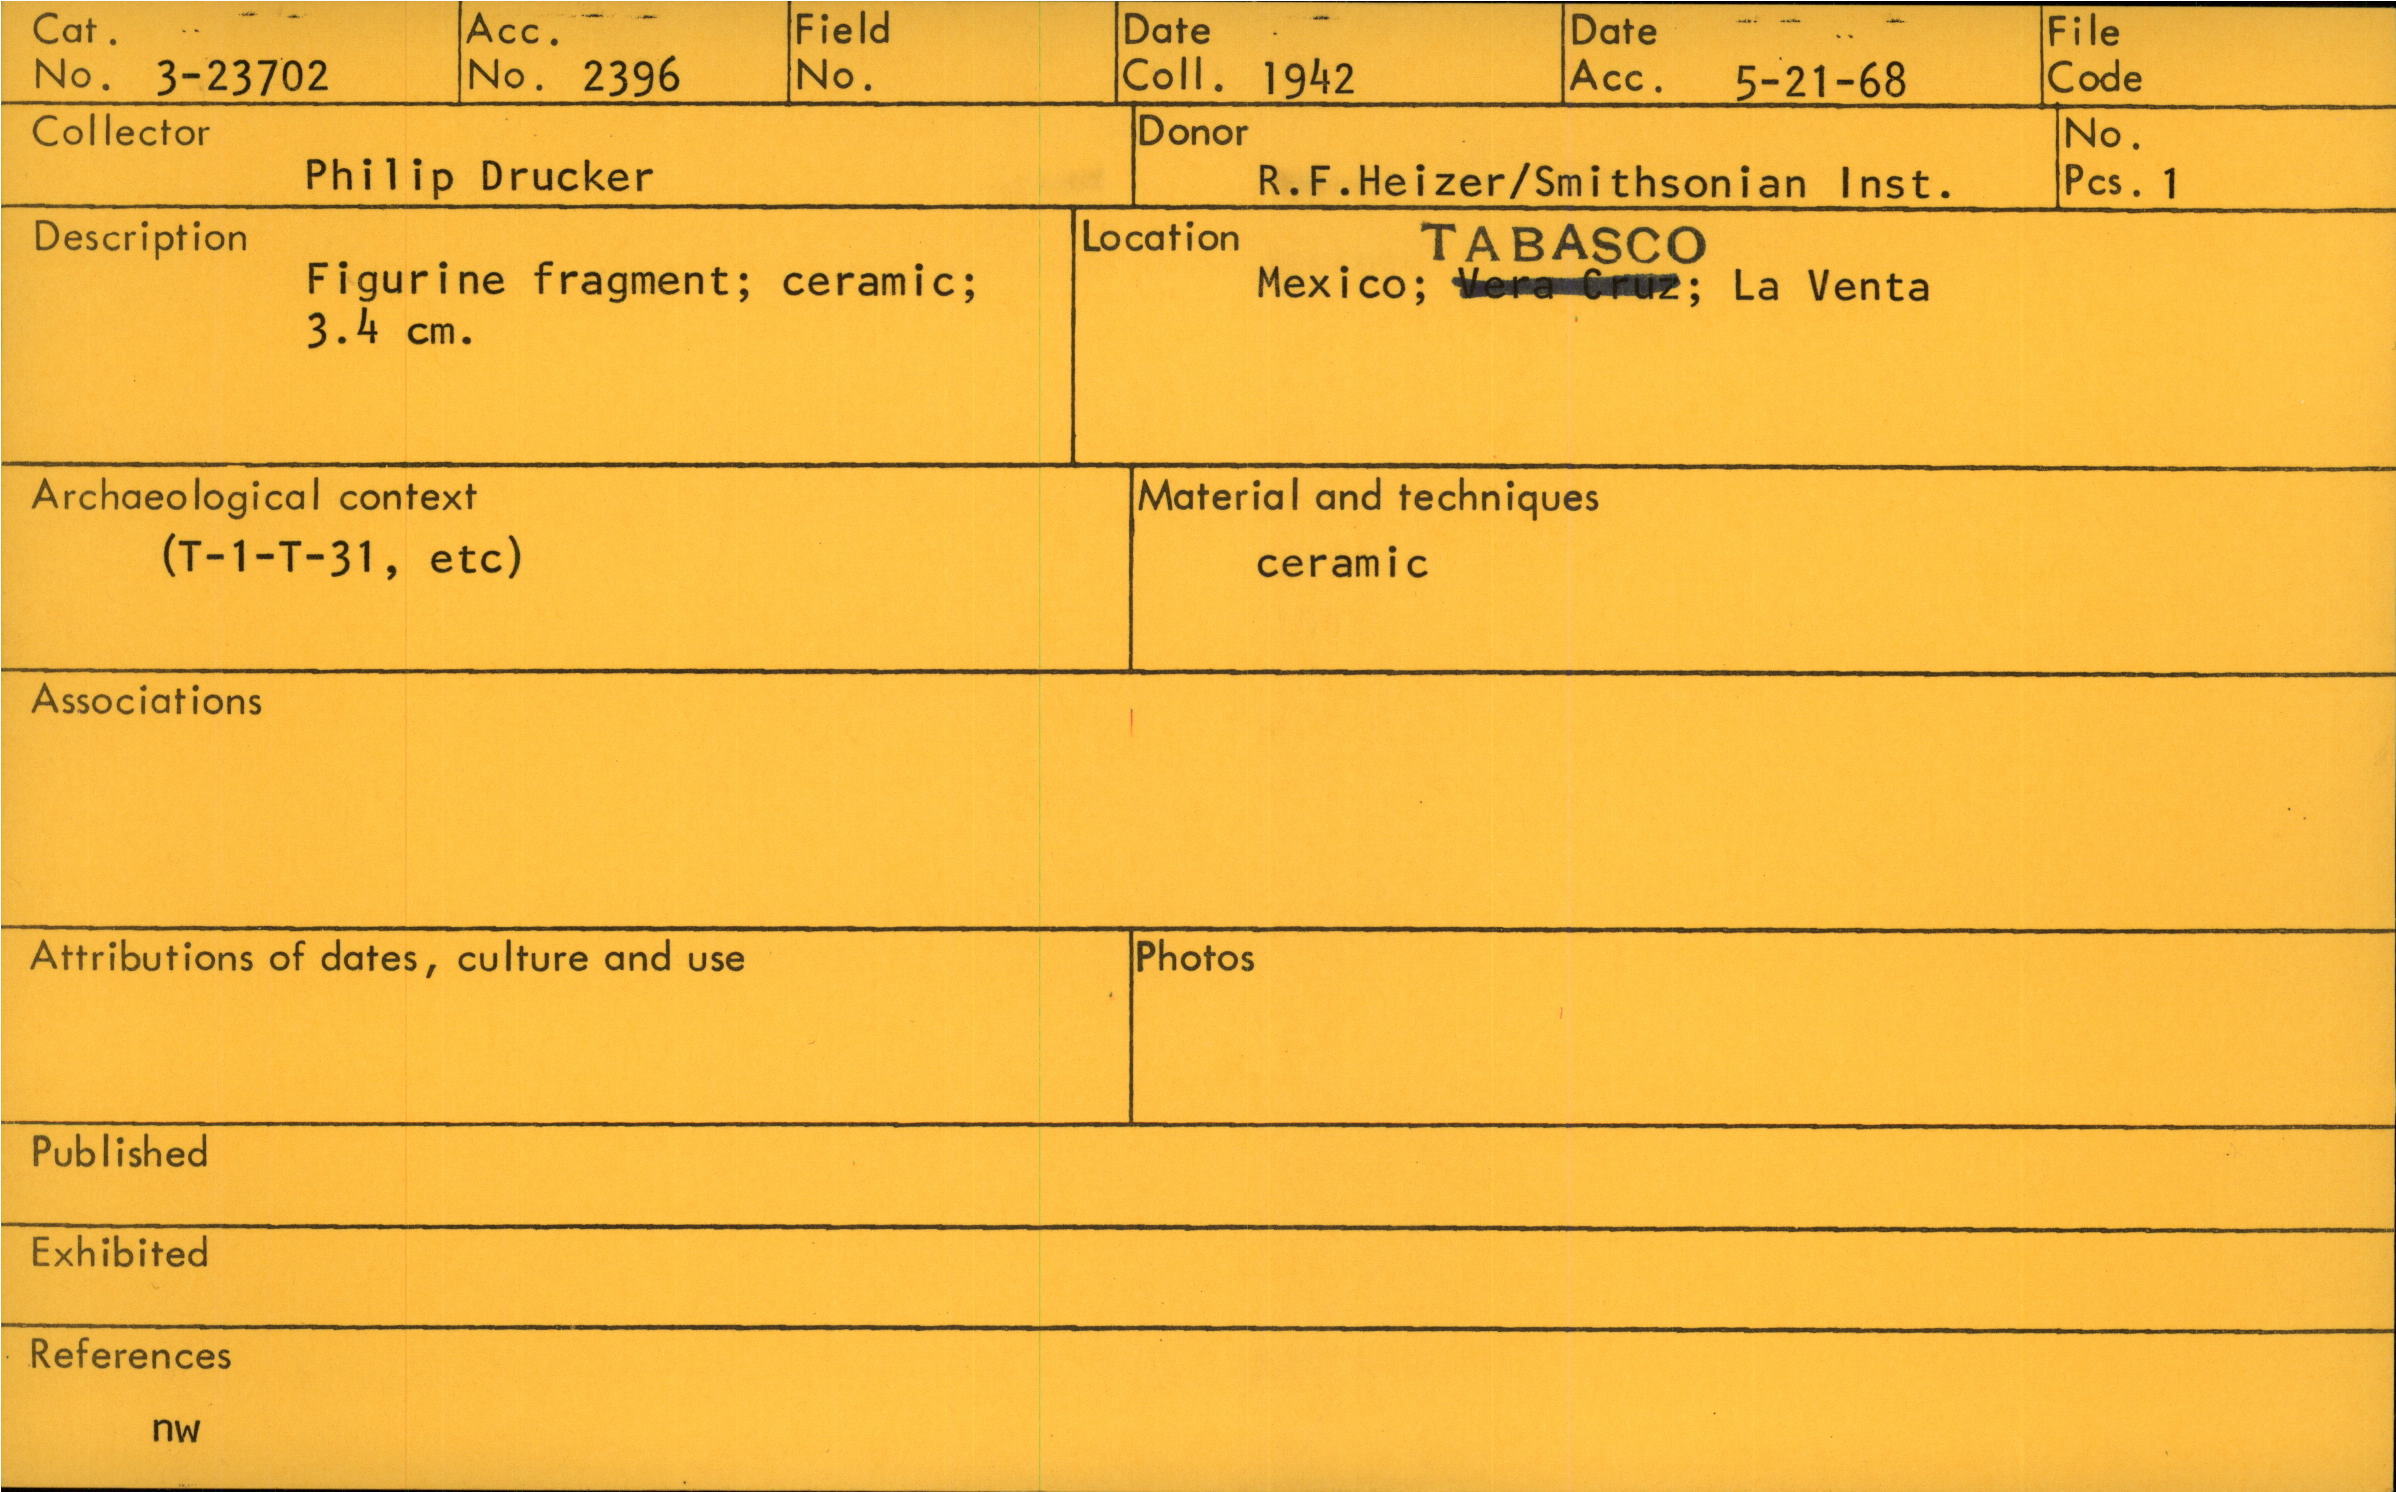 Cat. No. 3-23702
Acc. No. 2396
Field No.
Date Coll. 1942
Date Acc. 5-21-68
File Code
Collector
Philip Drucker
Donor
R.F.Heizer/Smithsonian Inst.
No. Pcs. 1
Description
Figurine fragment; ceramic;
3.4 cm.
Location
TABASCO
Mexico; Vera Cruz; La Venta
Archaeological context
(T-1-T-31, etc)
Material and techniques
ceramic
Associations
Attributions of dates, culture and use
Photos
Published
Exhibited
References
nw